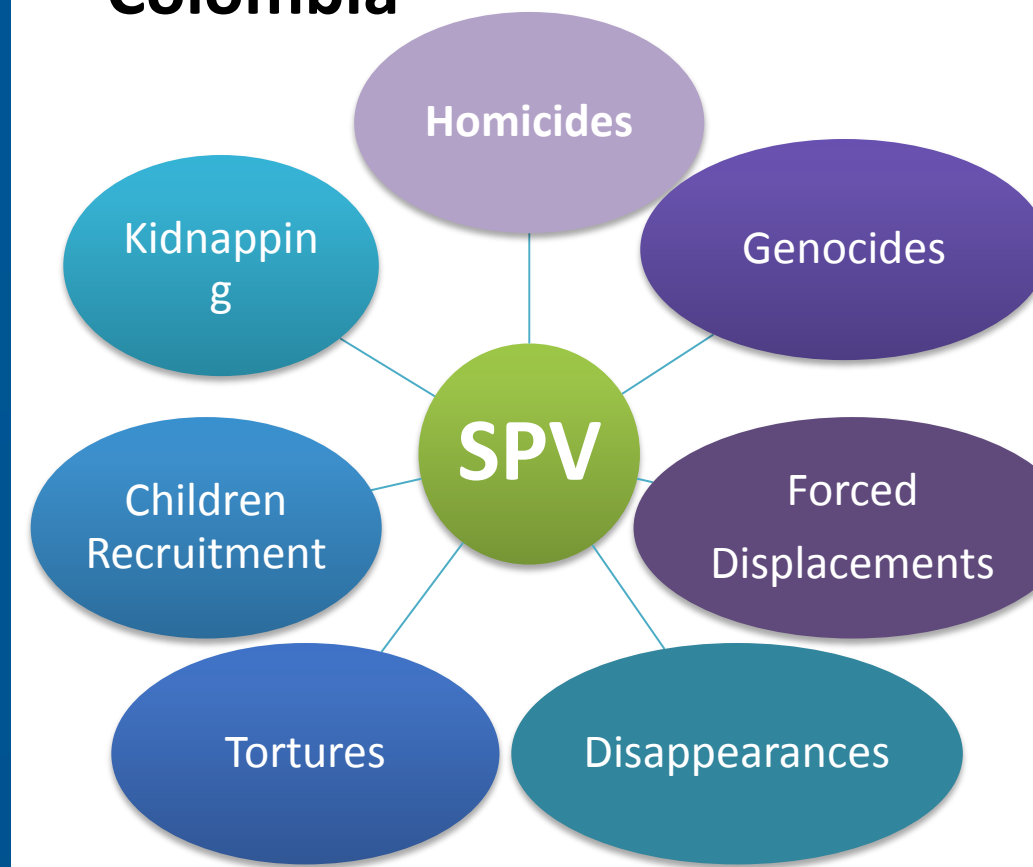 Colombia
Homicides
Genocides
Forced
Displacements
Disappearances
Tortures
Children
Recruitment
Kidnappin
g
SPV